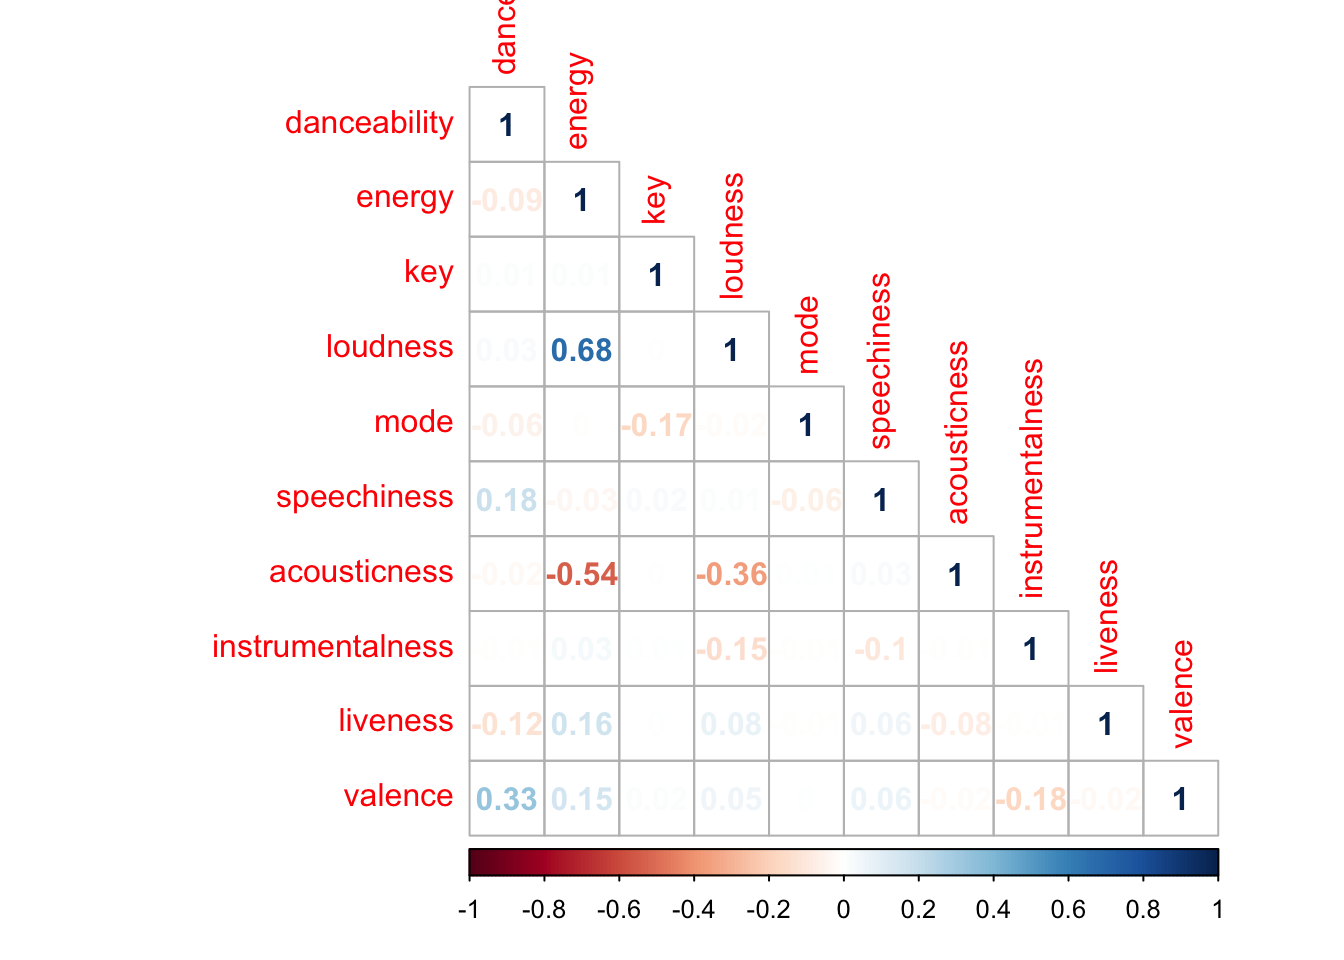 dance
energy
key
loudness
mode
speechiness
acousticness
instrumentalness
liveness
valence
danceability 1
energy -0.09 1
key 0.01 0.01 1
loudness 0.03 0.68 0 1
mode -0.06 -0.17 -0.02 1
speechiness 0.18 -0.03 0.02 0.01 -0.06 1
acousticness -0.02 -0.54 -0.36 0.03 1
instrumentalness 0.03 -0.15 -0.1 1
liveness -0.12 0.16 0.08 0.06 -0.08 1
valence 0.33 0.15 0.02 0.05 0.06 -0.02 -0.18 -0.02 1
-1 -0.8 -0.6 -0.4 -0.2 0 0.2 0.4 0.6 0.8 1